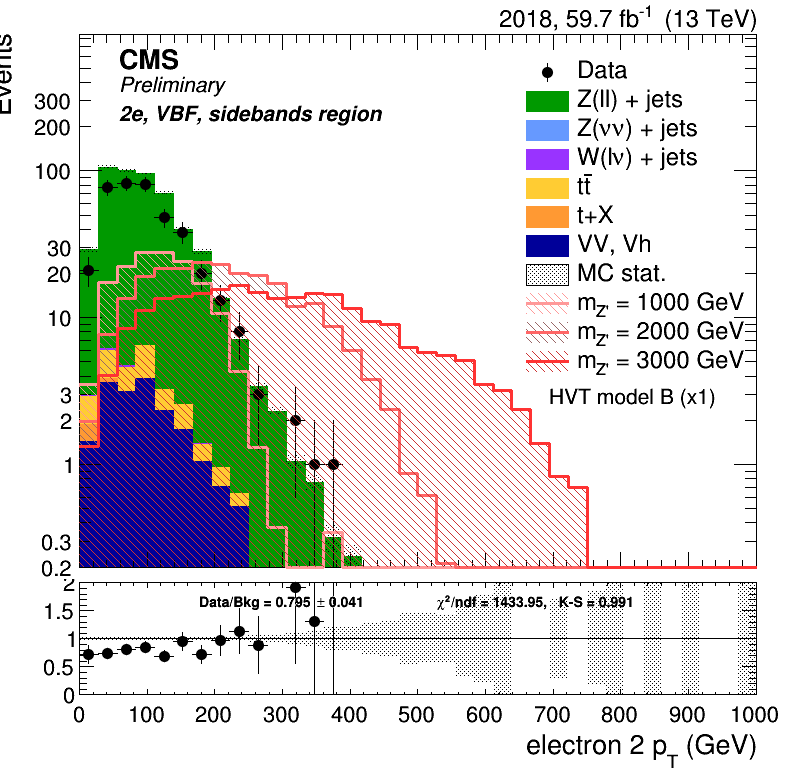 2018, 59.7 fb⁻¹ (13 TeV)
Events
CMS
Preliminary
2e, VBF, sidebands region
Data
Z(ll) + jets
Z(νν) + jets
W(lν) + jets
tt̄
t+X
VV, Vh
MC stat.
m_Z' = 1000 GeV
m_Z' = 2000 GeV
m_Z' = 3000 GeV
HVT model B (x1)
300
200
100
30
20
10
3
2
1
0.3
0.2
2
1.5
1
0.5
0
Data/Bkg = 0.795 ± 0.041 χ²/ndf = 1433.95, K-S = 0.991
0 100 200 300 400 500 600 700 800 900 1000
electron 2 p_T (GeV)